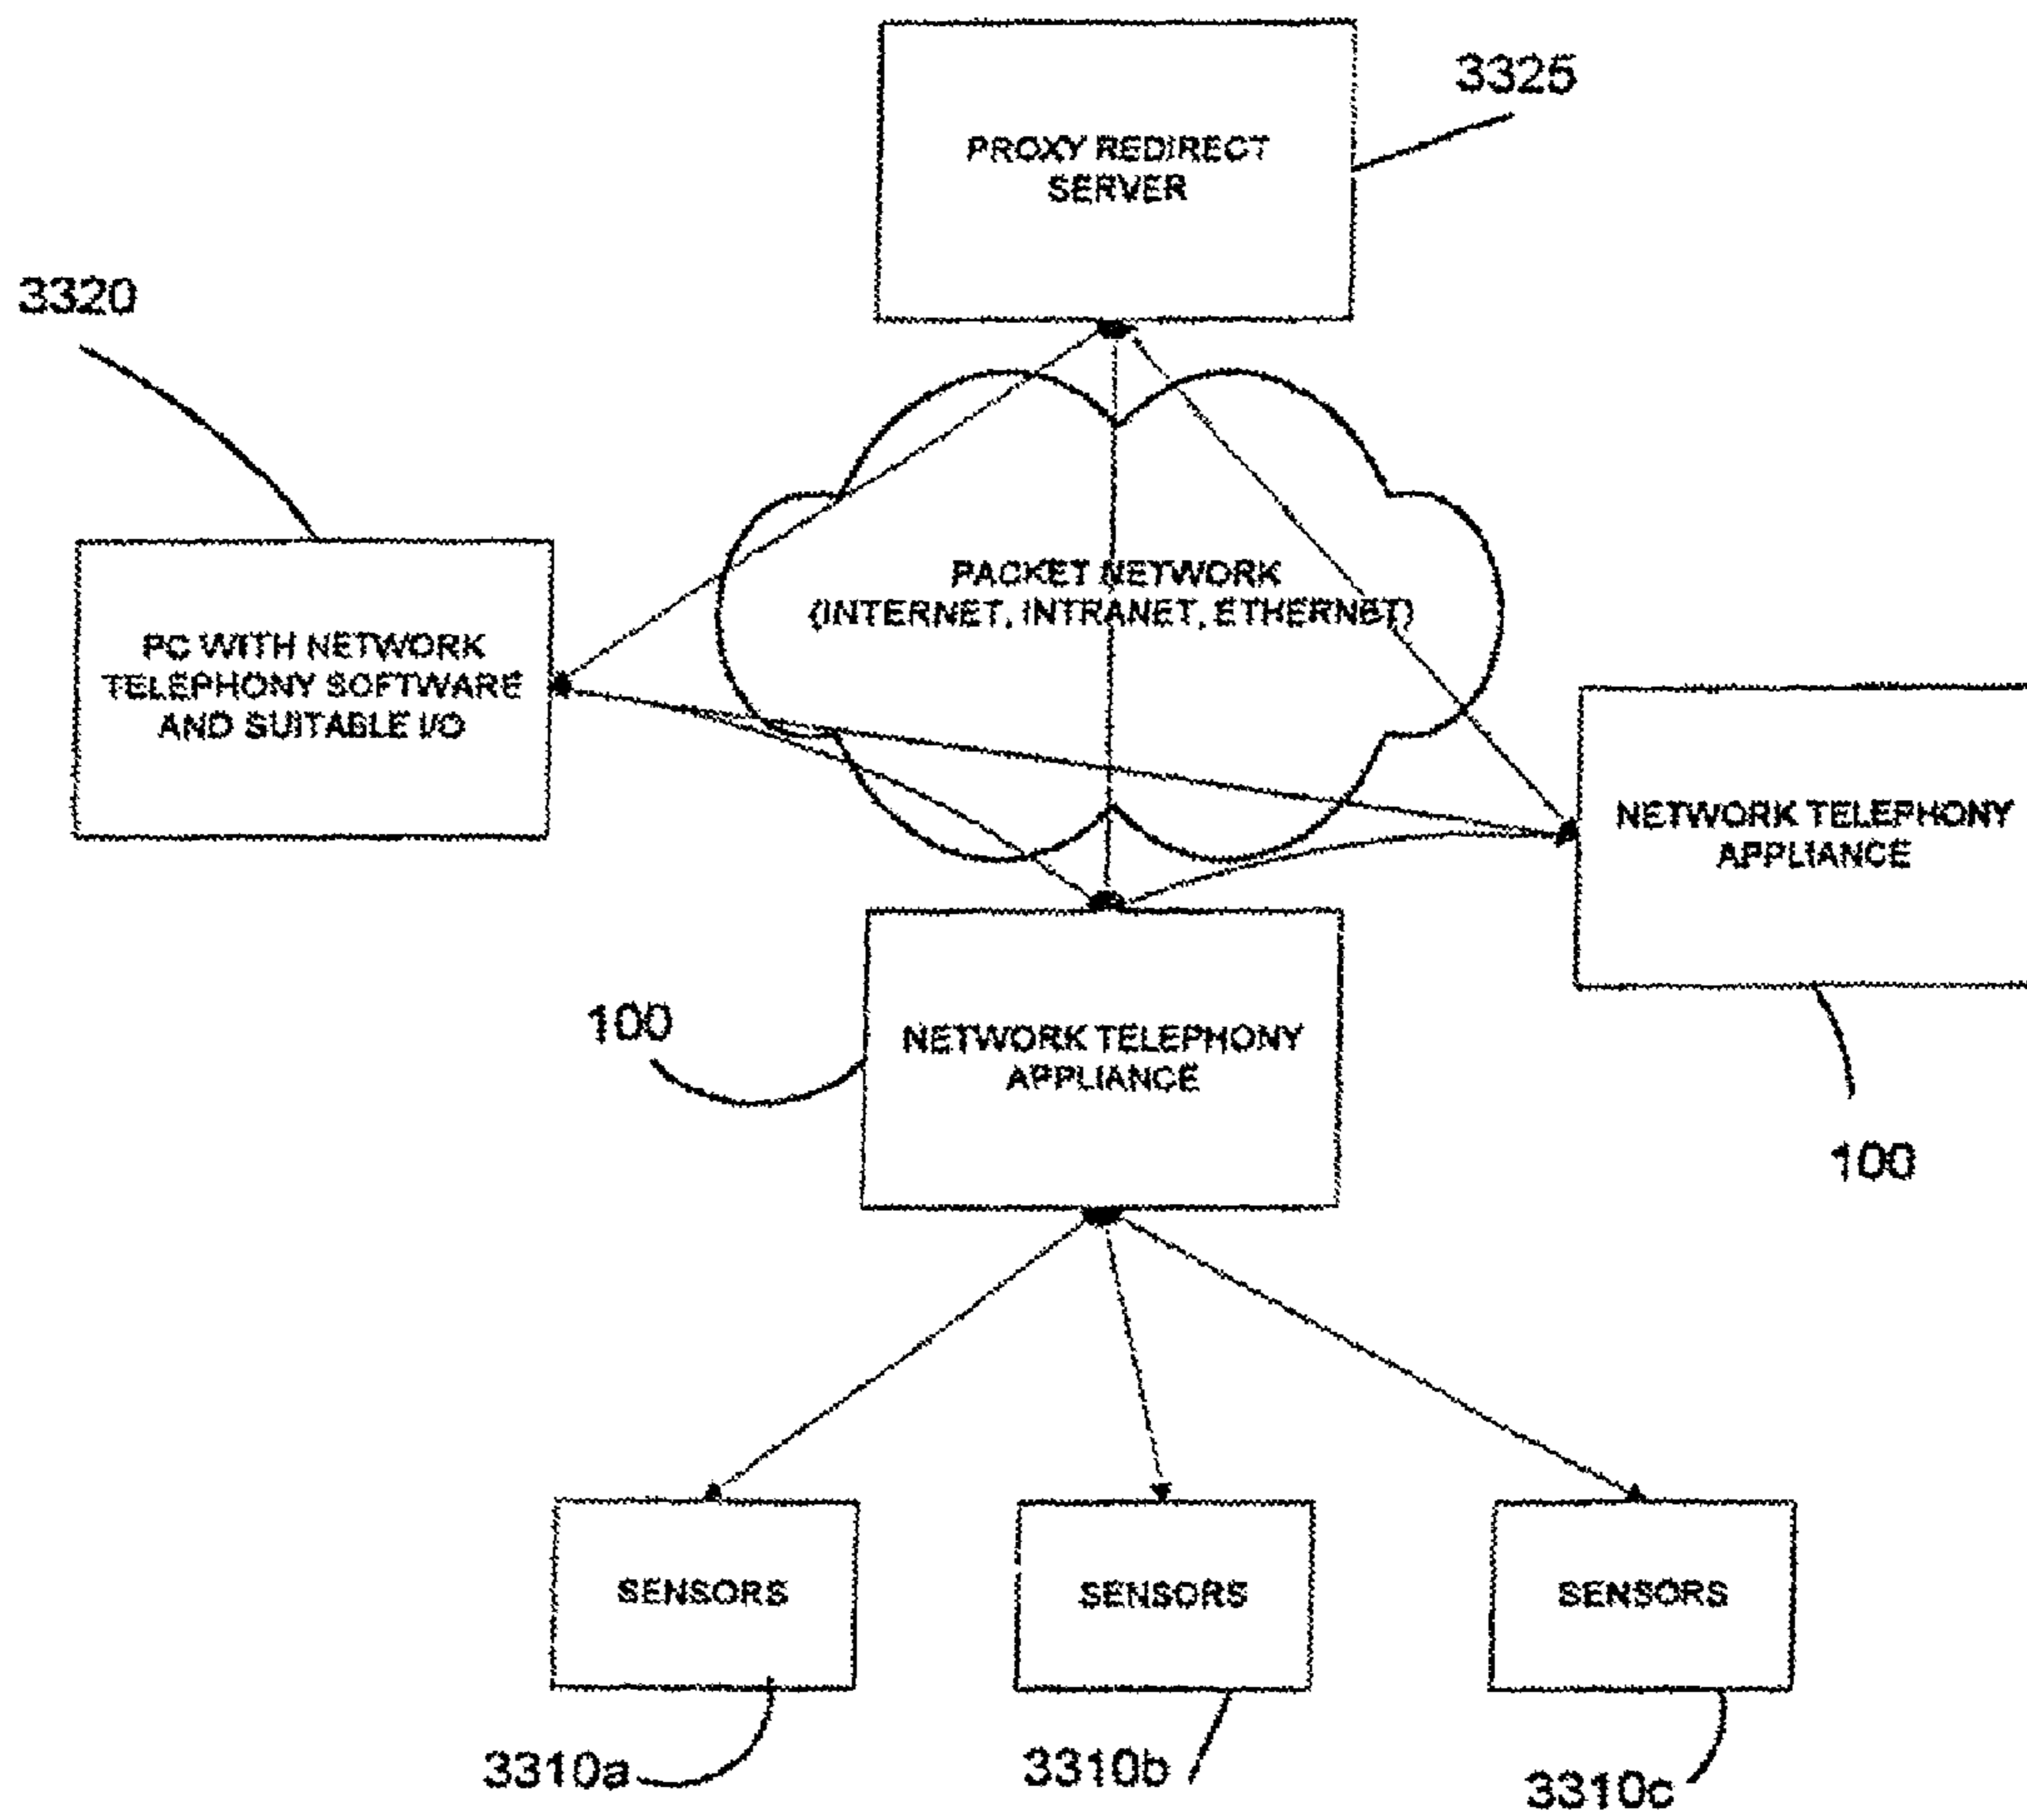 3325
PROXY REDIRECT
SERVER
3320
PACKET NETWORK
(INTERNET, INTRANET, ETHERNET)
PC WITH NETWORK
TELEPHONY SOFTWARE
AND SUITABLE I/O
NETWORK TELEPHONY
APPLIANCE
100
NETWORK TELEPHONY
APPLIANCE
100
SENSORS
SENSORS
SENSORS
3310a
3310b
3310c